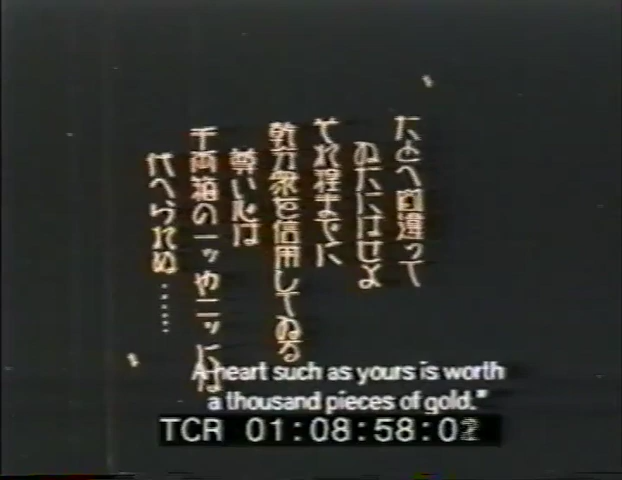 たとへ間違って
ゐたにはせよ
それ程までに
を信用してゐる
尊い心は
千両箱の一ッや二ッには
代へられぬ……
A heart such as yours is worth
a thousand pieces of gold."
TCR 01:08:58:02